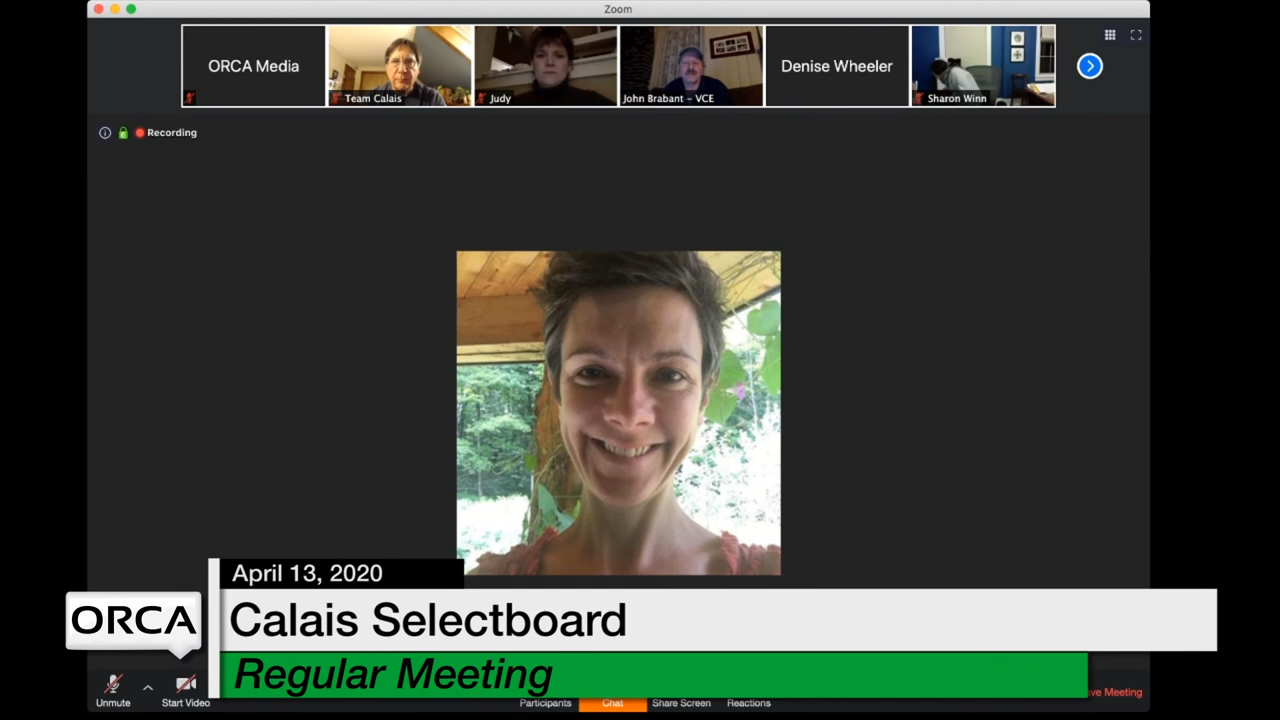 Zoom
ORCA Media
Team Calais
Judy
John Brabant – VCE
Denise Wheeler
Sharon Winn
Recording
April 13, 2020
ORCA
Calais Selectboard
Regular Meeting
Unmute
Start Video
Participants
Chat
Share Screen
Reactions
Meeting